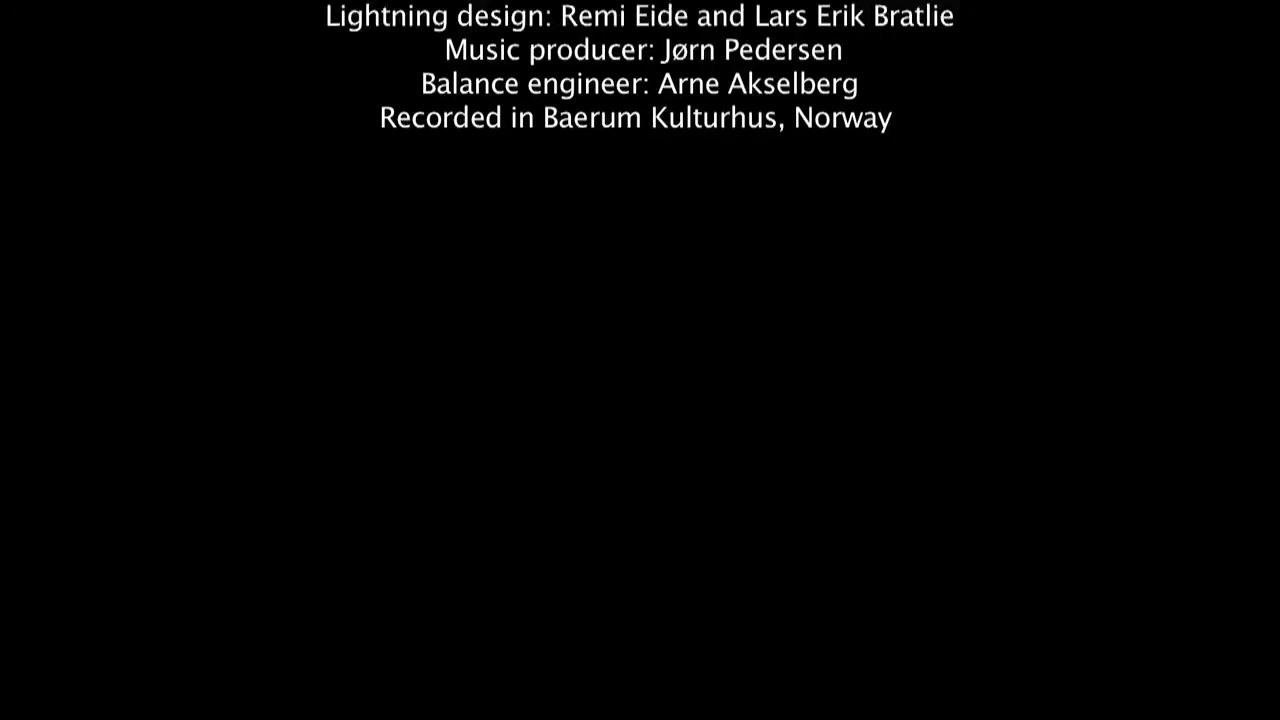 Lightning design: Remi Eide and Lars Erik Bratlie
Music producer: Jørn Pedersen
Balance engineer: Arne Akselberg
Recorded in Baerum Kulturhus, Norway